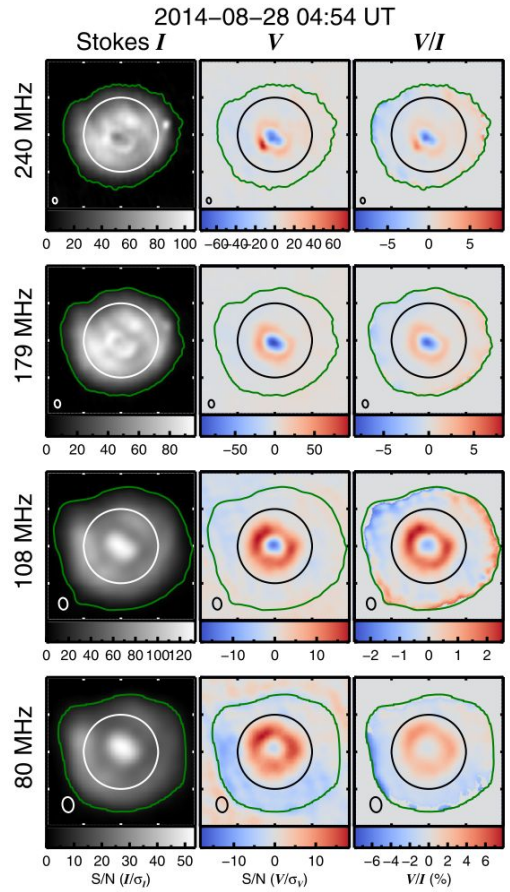 2014−08−28 04:54 UT
Stokes I V V/I
240 MHz
0 20 40 60 80 100
−60−40−20 0 20 40 60
−5 0 5
179 MHz
0 20 40 60 80
−50 0 50
−5 0 5
108 MHz
0 20 40 60 80 100120
−10 0 10
−2 −1 0 1 2
80 MHz
0 10 20 30 40 50
−10 0 10
−6 −4 −2 0 2 4 6
S/N (I/σI) S/N (V/σV) V/I (%)